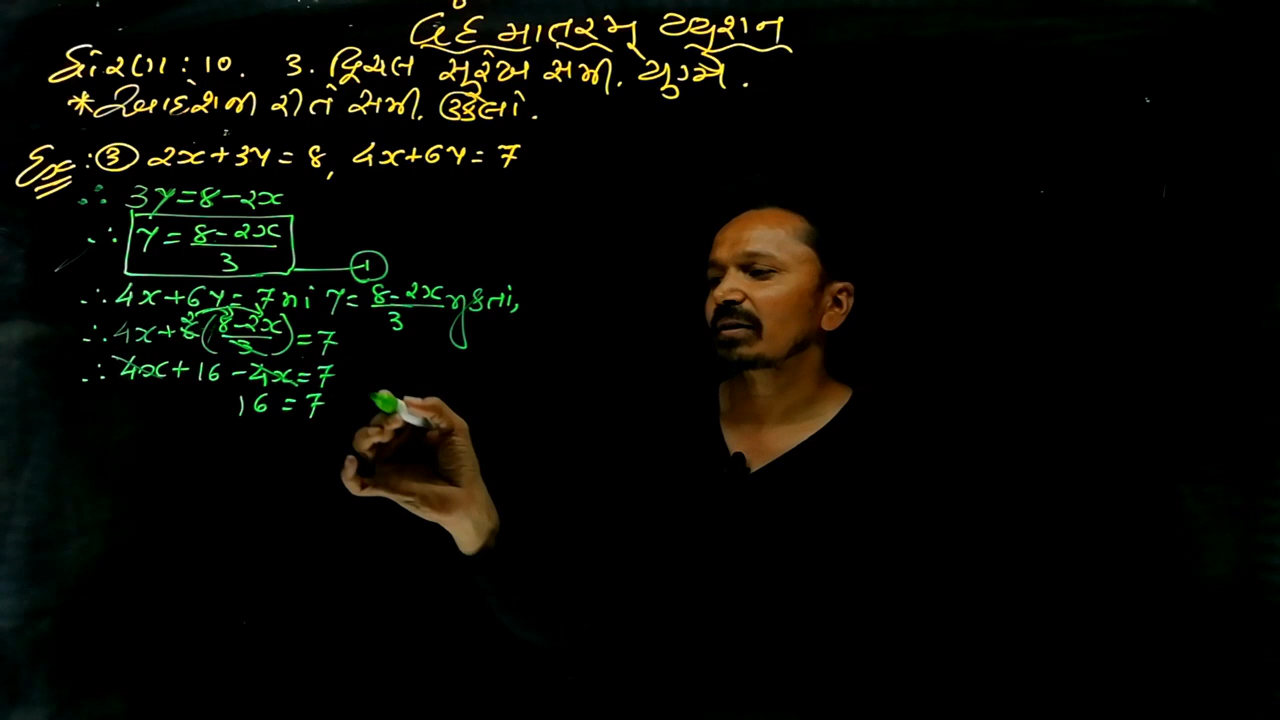 વંદે માતરમ્ ટ્યુશન
ધોરણ : 10. 3. દ્વિચલ સુરેખ સમી. યુગ્મ.
* આદેશની રીતે સમી. ઉકેલો.
Ex : ③ 2x + 3y = 8, 4x + 6y = 7
∴ 3y = 8 - 2x
∴ y = (8 - 2x)/3 ——①
∴ 4x + 6y = 7 માં y = (8 - 2x)/3 મુકતાં,
∴ 4x + 6((8 - 2x)/3) = 7
∴ 4x + 16 - 4x = 7
16 = 7